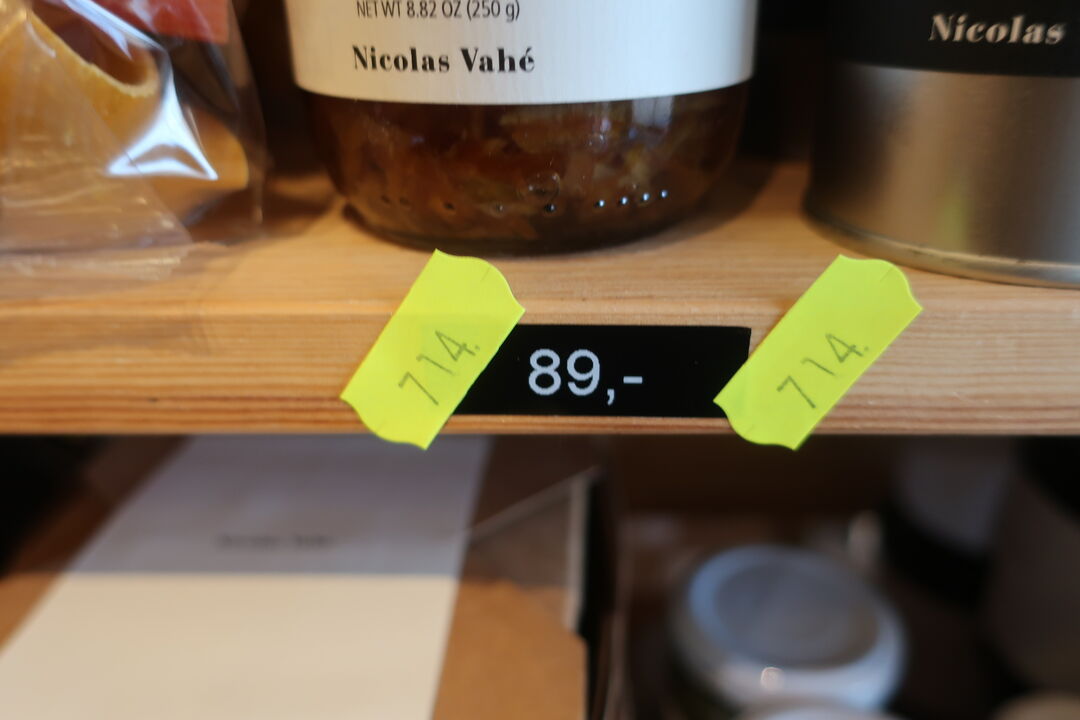 NET WT 8.82 OZ (250 g)
Nicolas Vahé
Nicolas
714.
89,-
714.